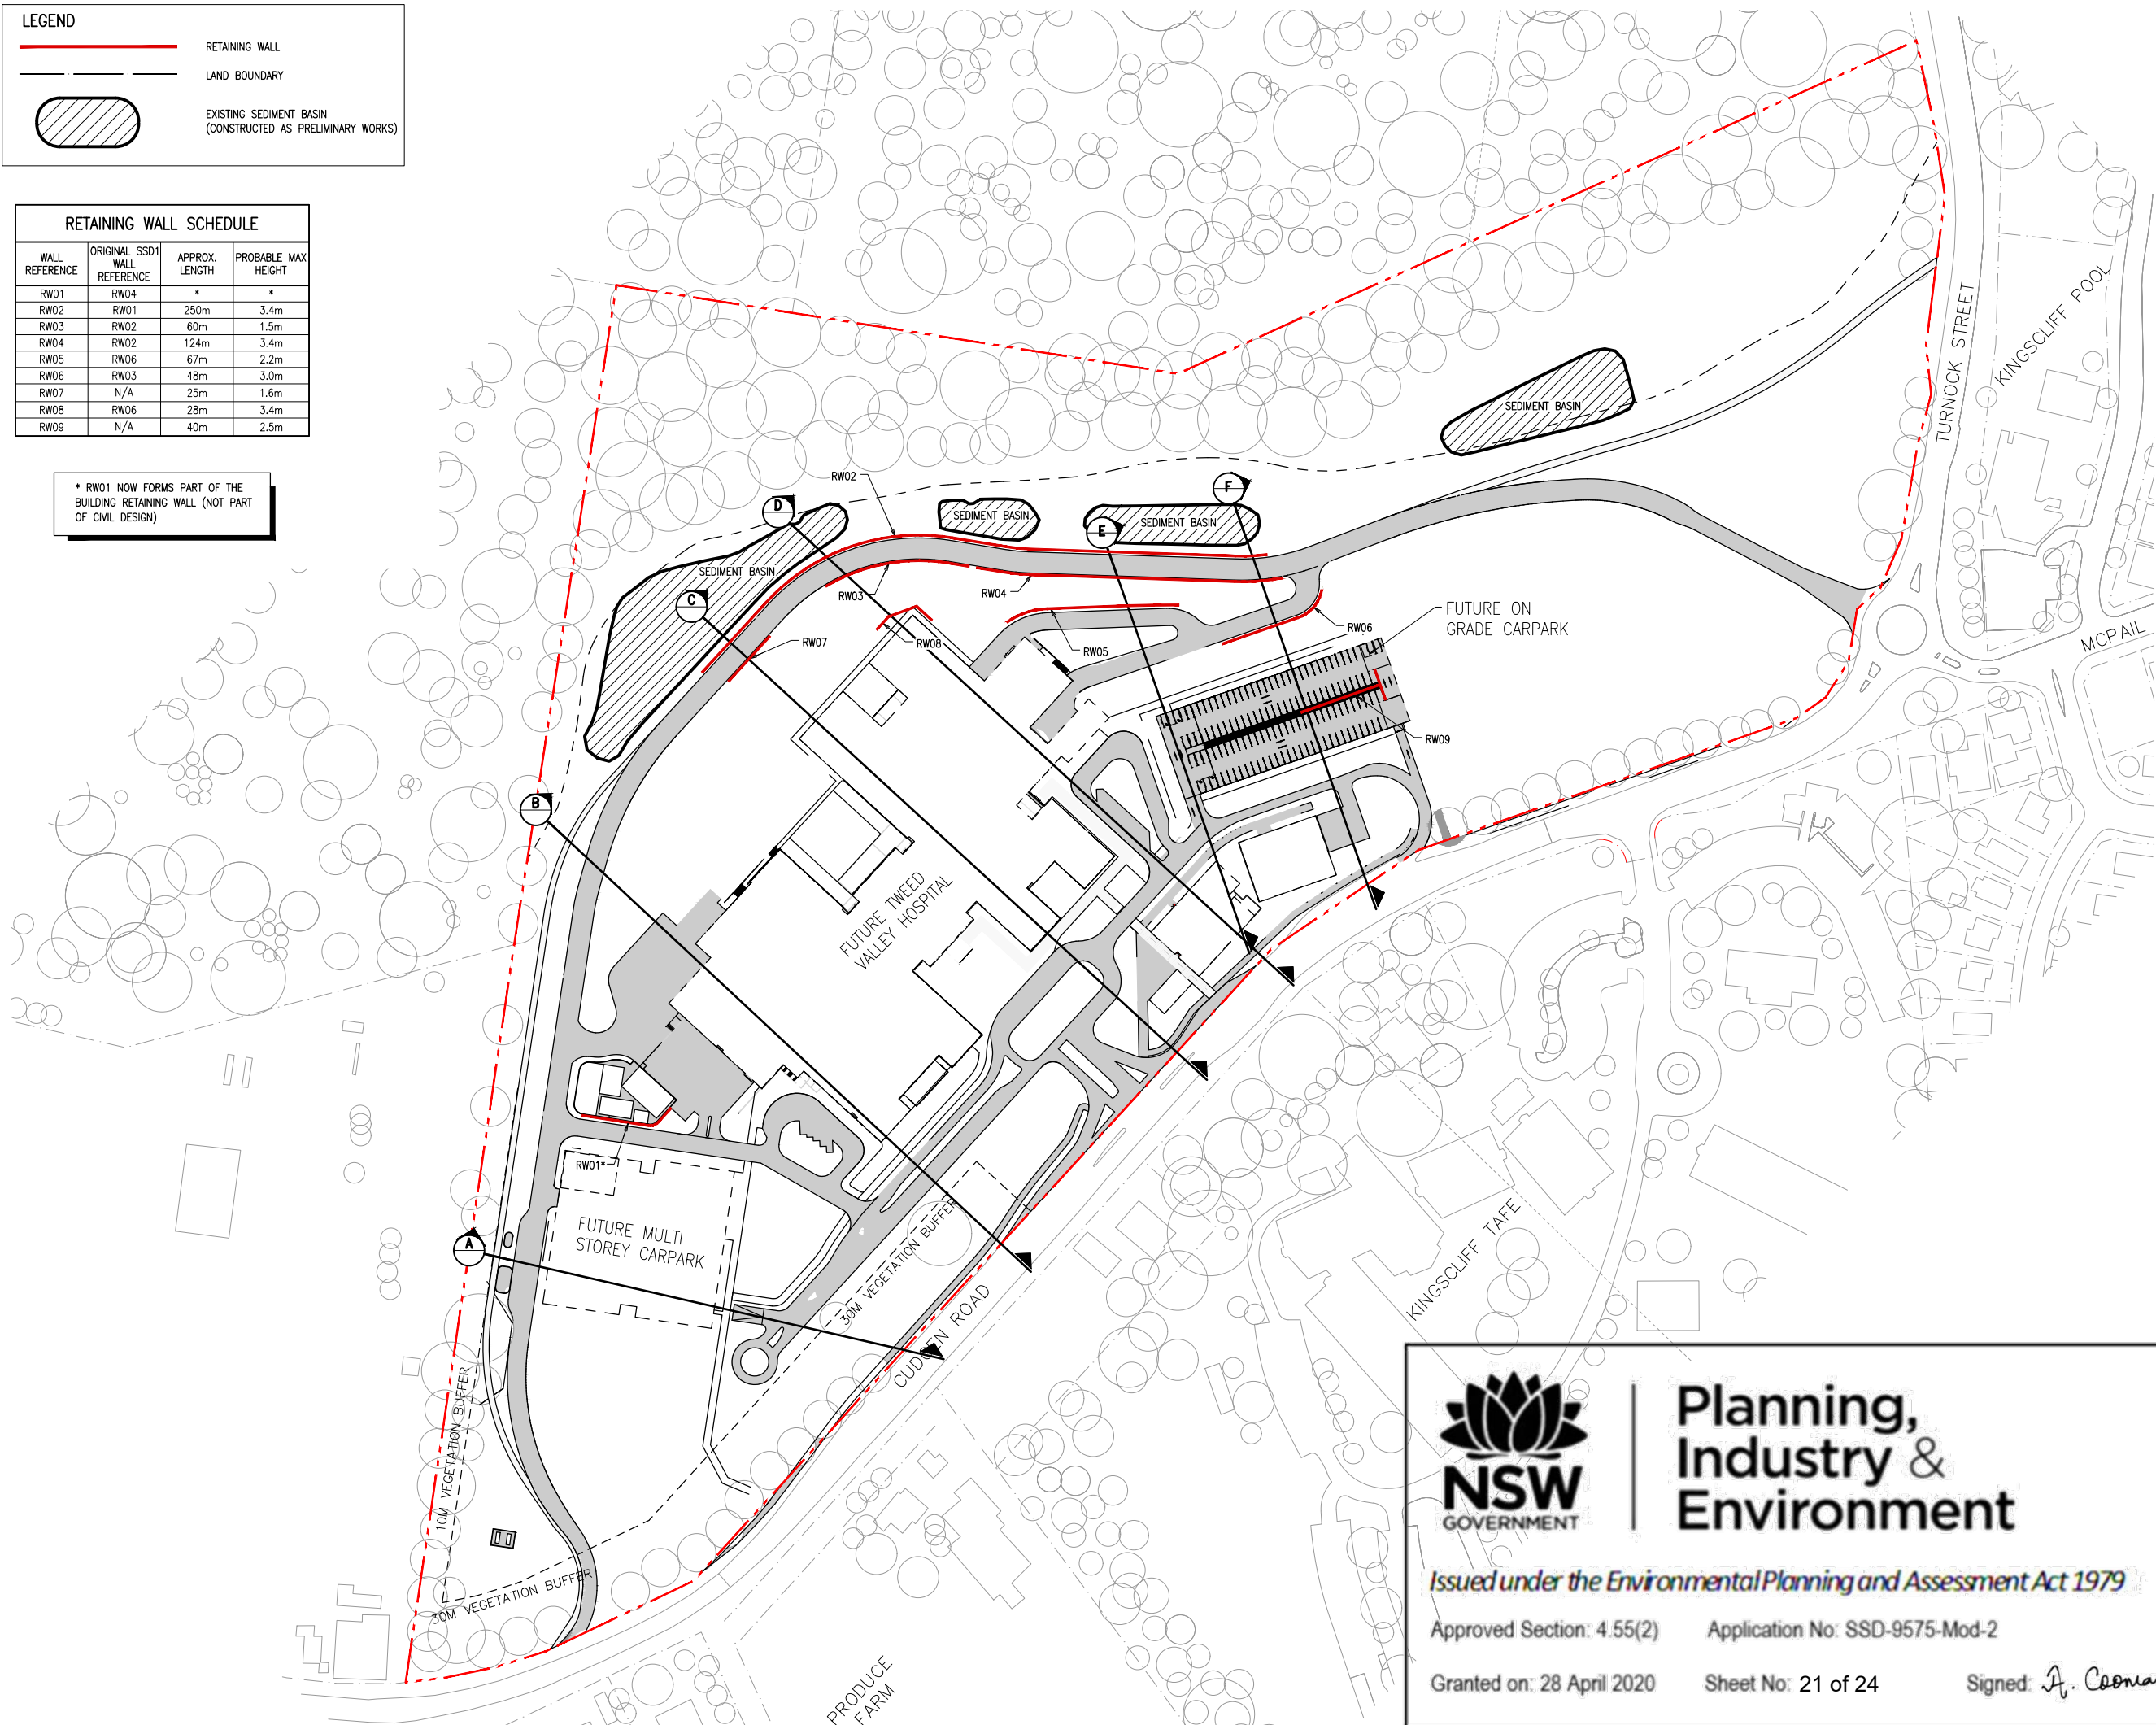 LEGEND
RETAINING WALL
LAND BOUNDARY
EXISTING SEDIMENT BASIN
(CONSTRUCTED AS PRELIMINARY WORKS)
RETAINING WALL SCHEDULE
WALL REFERENCE | ORIGINAL SSD1 WALL REFERENCE | APPROX. LENGTH | PROBABLE MAX HEIGHT
RW01 | RW04 | * | *
RW02 | RW01 | 250m | 3.4m
RW03 | RW02 | 60m | 1.5m
RW04 | RW02 | 124m | 3.4m
RW05 | RW06 | 67m | 2.2m
RW06 | RW03 | 48m | 3.0m
RW07 | N/A | 25m | 1.6m
RW08 | RW06 | 28m | 3.4m
RW09 | N/A | 40m | 2.5m
* RW01 NOW FORMS PART OF THE
BUILDING RETAINING WALL (NOT PART
OF CIVIL DESIGN)
KINGSCLIFF POOL
TURNOCK STREET
SEDIMENT BASIN
RW02
F
D
SEDIMENT BASIN
SEDIMENT BASIN
E
SEDIMENT BASIN
C
RW03
RW04
FUTURE ON
GRADE CARPARK
RW06
RW07
RW08
RW05
MCPAIL
RW09
B
FUTURE TWEED
VALLEY HOSPITAL
RW01*
A
FUTURE MULTI
STOREY CARPARK
30M VEGETATION BUFFER
CUDGEN ROAD
KINGSCLIFF TAFE
10M VEGETATION BUFFER
30M VEGETATION BUFFER
PRODUCE
FARM
NSW
GOVERNMENT
Planning,
Industry &
Environment
Issued under the Environmental Planning and Assessment Act 1979
Approved Section: 4.55(2) Application No: SSD-9575-Mod-2
Granted on: 28 April 2020 Sheet No: 21 of 24 Signed: A.